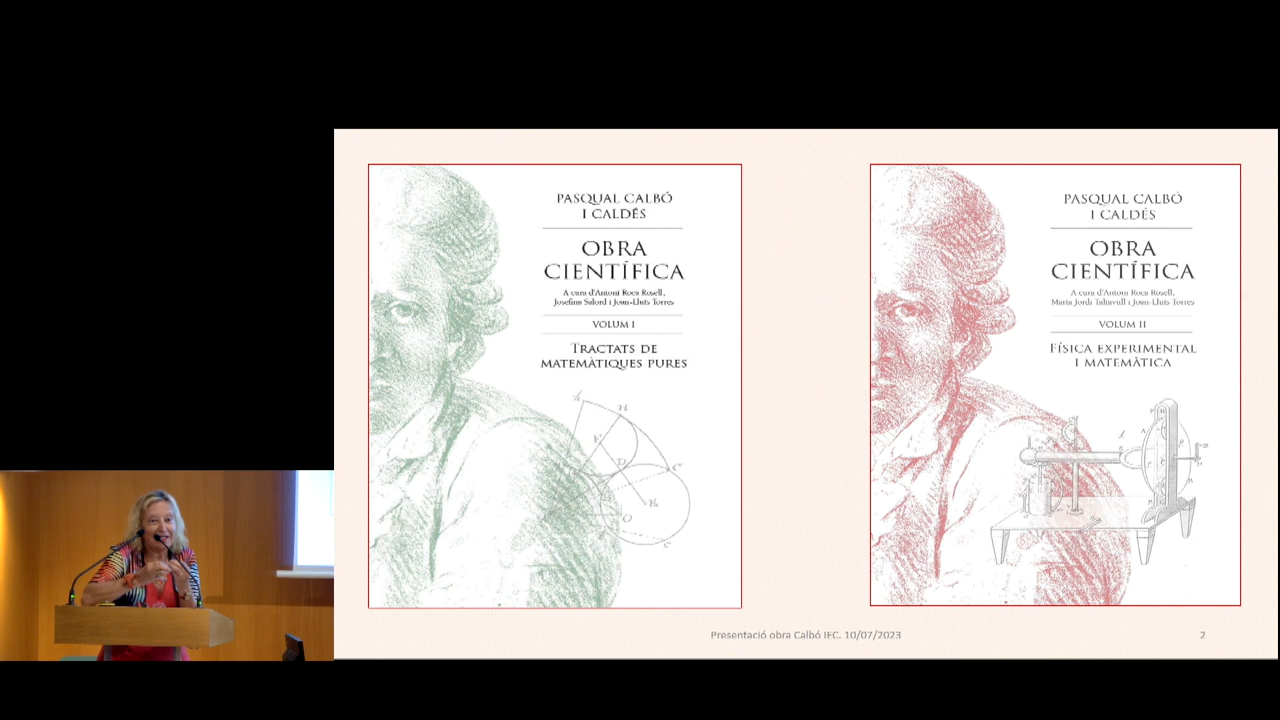 PASQUAL CALBÓ
I CALDÉS
OBRA
CIENTÍFICA
A cura d'Antoni Roca Rosell,
Josefina Salord i Joan-Lluís Torres
VOLUM I
TRACTATS DE
MATEMÀTIQUES PURES
PASQUAL CALBÓ
I CALDÉS
OBRA
CIENTÍFICA
A cura d'Antoni Roca Rosell,
Maria Jordi Taltavull i Joan-Lluís Torres
VOLUM II
FÍSICA EXPERIMENTAL
I MATEMÀTICA
Presentació obra Calbó IEC. 10/07/2023
2